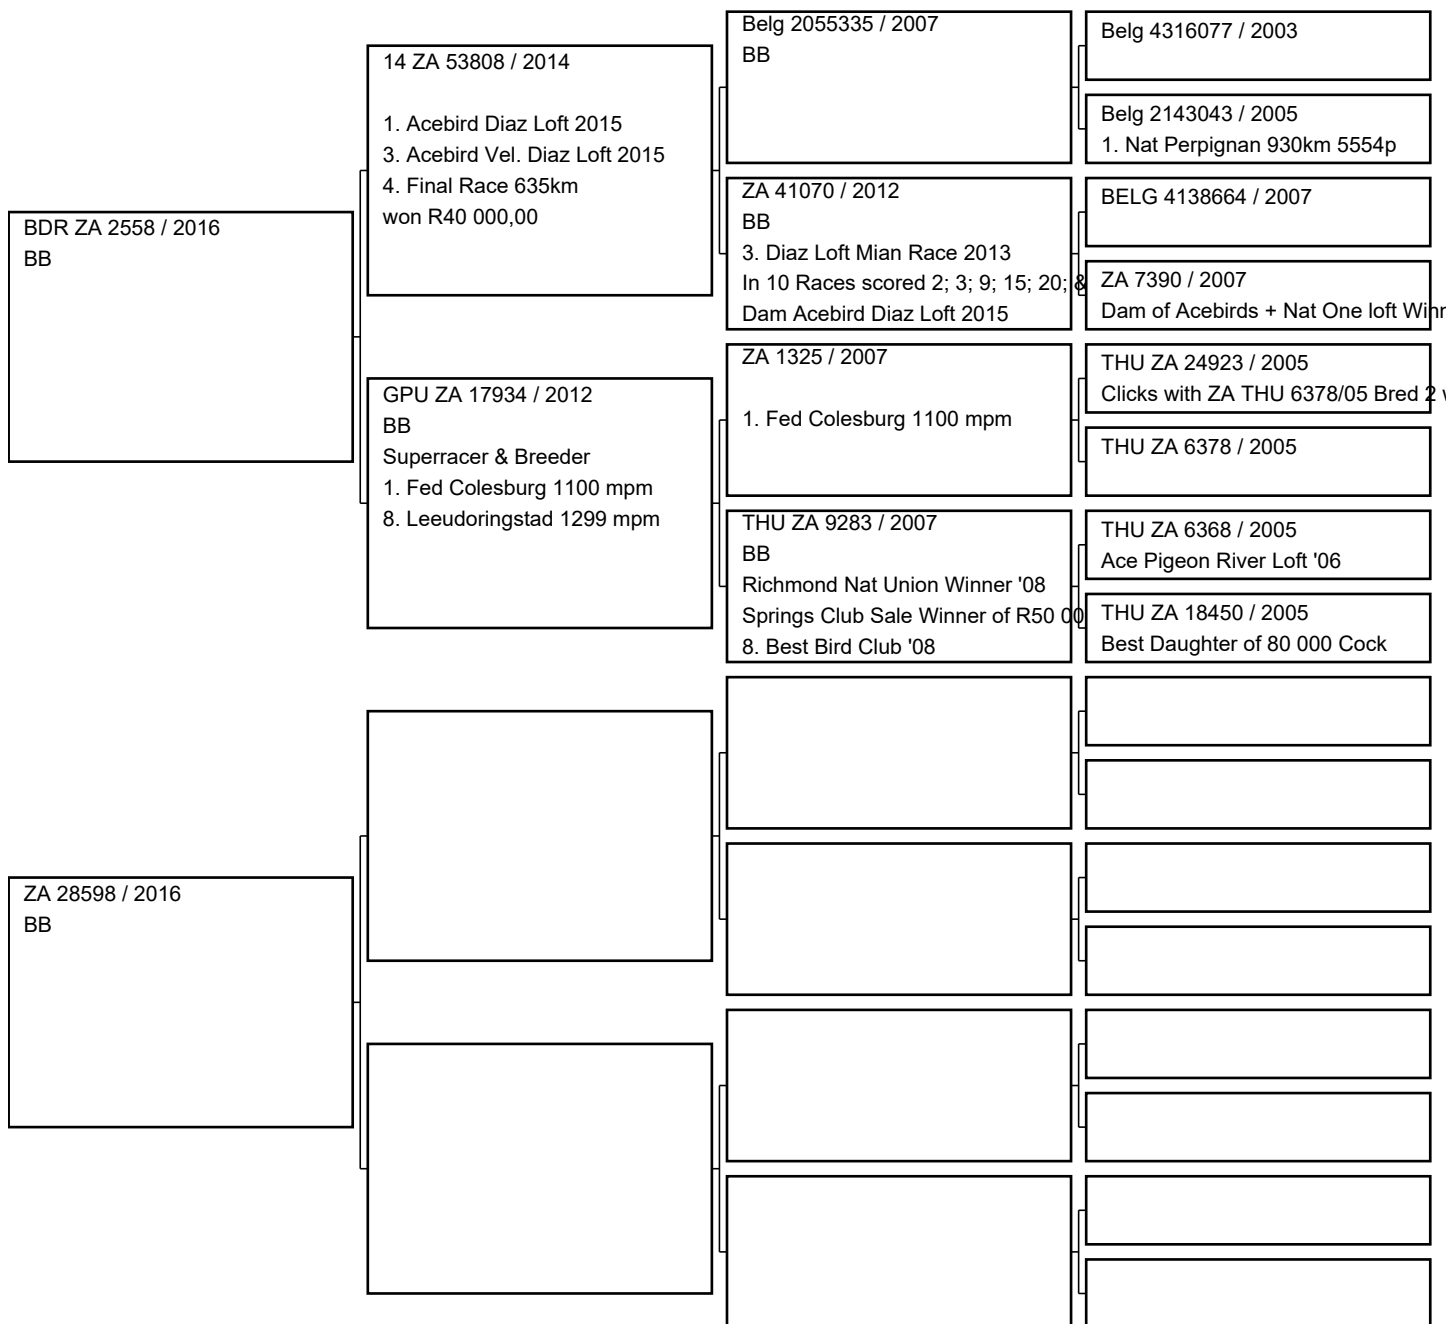 BDR ZA 2558 / 2016
BB
14 ZA 53808 / 2014
1. Acebird Diaz Loft 2015
3. Acebird Vel. Diaz Loft 2015
4. Final Race 635km
won R40 000,00
GPU ZA 17934 / 2012
BB
Superracer & Breeder
1. Fed Colesburg 1100 mpm
8. Leeudoringstad 1299 mpm
Belg 2055335 / 2007
BB
ZA 41070 / 2012
BB
3. Diaz Loft Mian Race 2013
In 10 Races scored 2; 3; 9; 15; 20; &
Dam Acebird Diaz Loft 2015
ZA 1325 / 2007
1. Fed Colesburg 1100 mpm
THU ZA 9283 / 2007
BB
Richmond Nat Union Winner '08
Springs Club Sale Winner of R50 00
8. Best Bird Club '08
Belg 4316077 / 2003
Belg 2143043 / 2005
1. Nat Perpignan 930km 5554p
BELG 4138664 / 2007
ZA 7390 / 2007
Dam of Acebirds + Nat One loft Winn
THU ZA 24923 / 2005
Clicks with ZA THU 6378/05 Bred 2
THU ZA 6378 / 2005
THU ZA 6368 / 2005
Ace Pigeon River Loft '06
THU ZA 18450 / 2005
Best Daughter of 80 000 Cock
ZA 28598 / 2016
BB